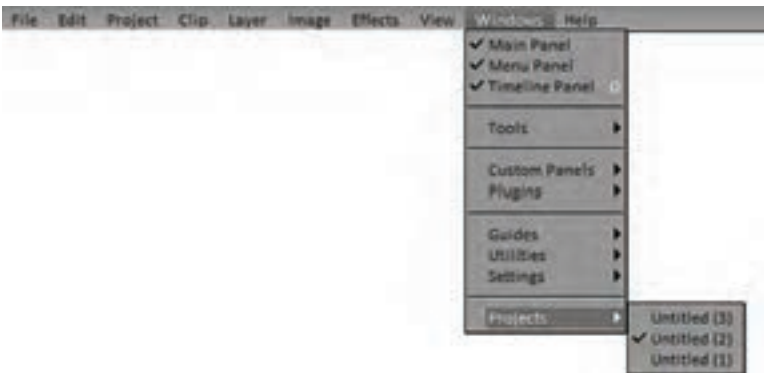 File Edit Project Clip Layer Image Effects View Windows Help
✔ Main Panel
✔ Menu Panel
✔ Timeline Panel
Tools
Custom Panels
Plugins
Guides
Utilities
Settings
Projects
Untitled (3)
✔ Untitled (2)
Untitled (1)